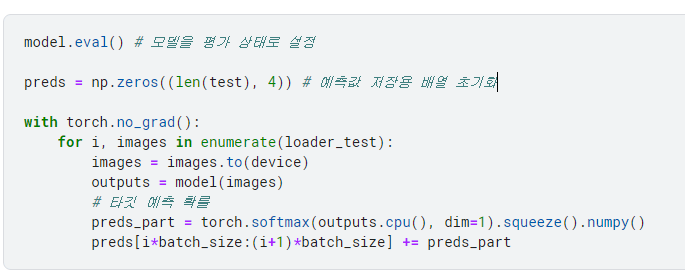 model.eval() # 모델을 평가 상태로 설정
preds = np.zeros((len(test), 4)) # 예측값 저장용 배열 초기화
with torch.no_grad():
    for i, images in enumerate(loader_test):
        images = images.to(device)
        outputs = model(images)
        # 타깃 예측 확률
        preds_part = torch.softmax(outputs.cpu(), dim=1).squeeze().numpy()
        preds[i*batch_size:(i+1)*batch_size] += preds_part